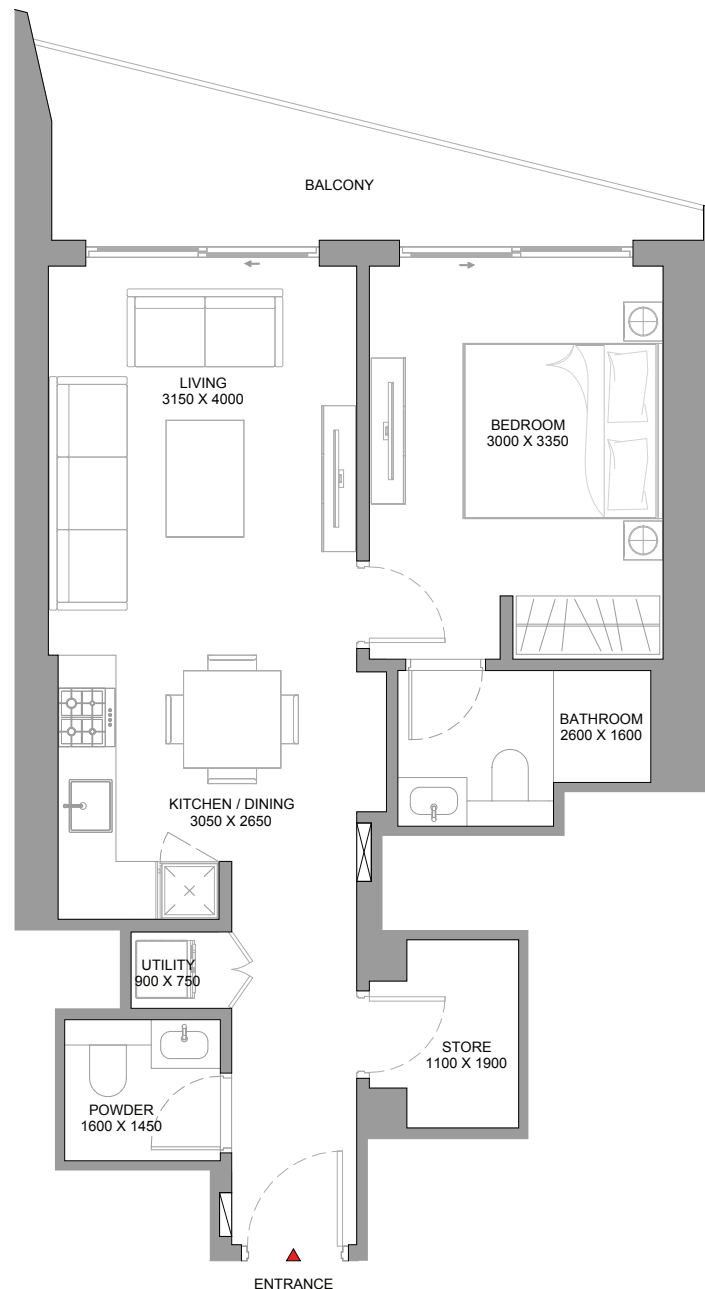 BALCONY
LIVING
3150 X 4000
BEDROOM
3000 X 3350
BATHROOM
2600 X 1600
KITCHEN / DINING
3050 X 2650
UTILITY
900 X 750
STORE
1100 X 1900
POWDER
1600 X 1450
ENTRANCE